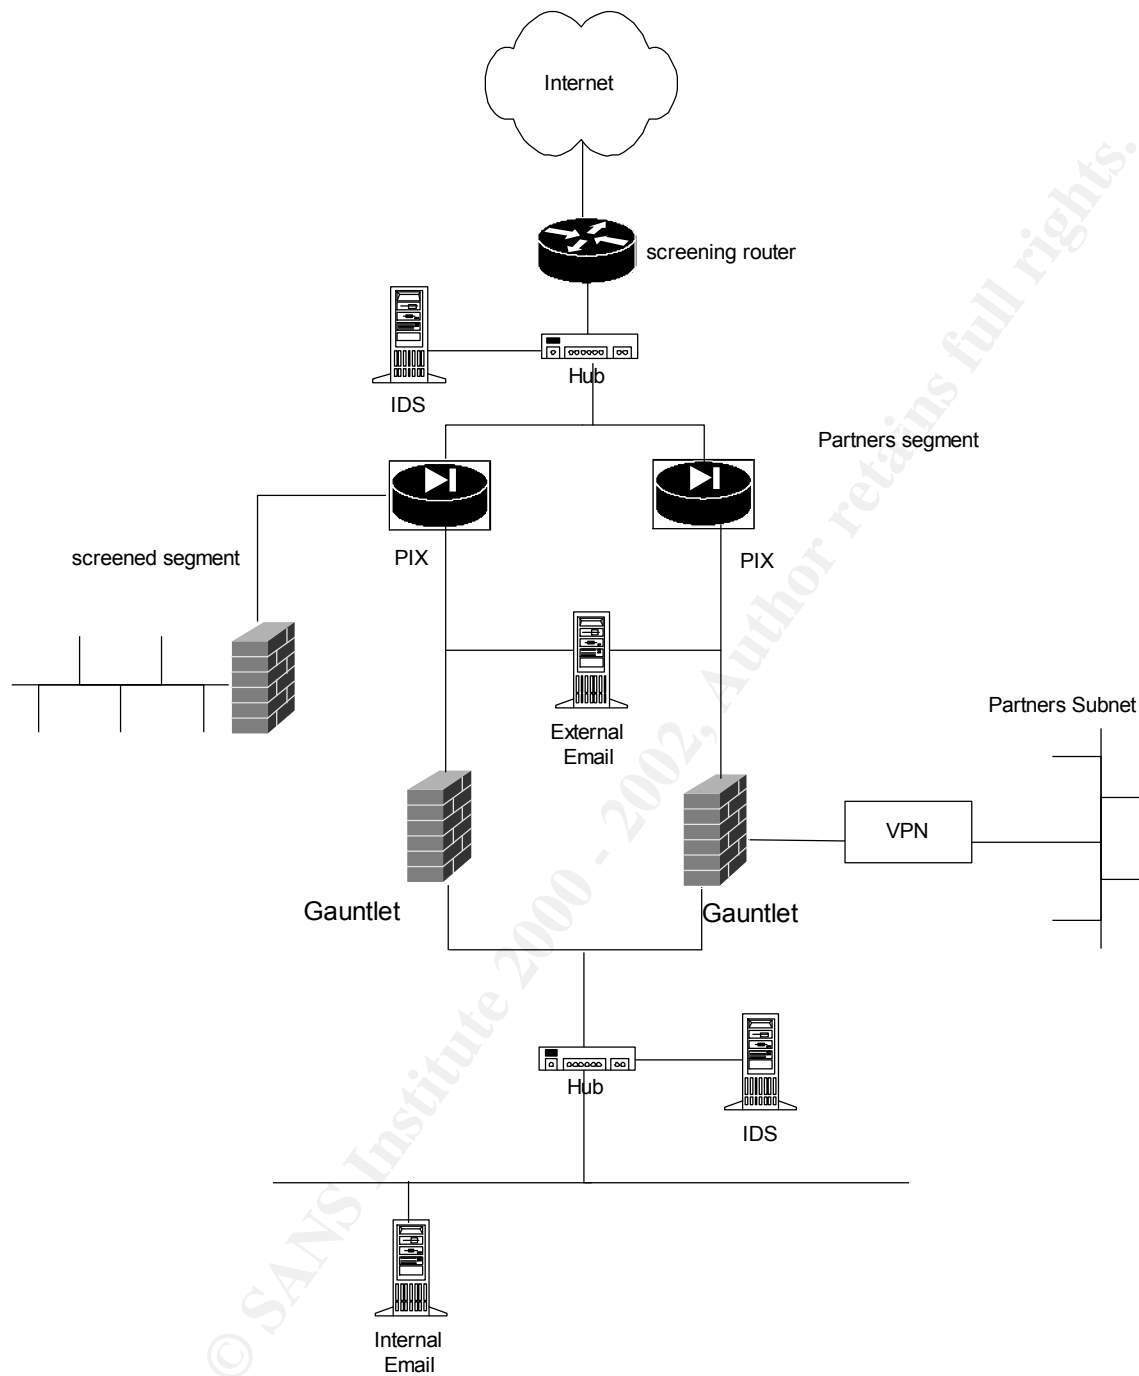 Internet
screening router
Hub
IDS
Partners segment
PIX
PIX
screened segment
External
Email
Partners Subnet
VPN
Gauntlet
Gauntlet
Hub
IDS
Internal
Email
© SANS Institute 2000 - 2002, Author retains full rights.